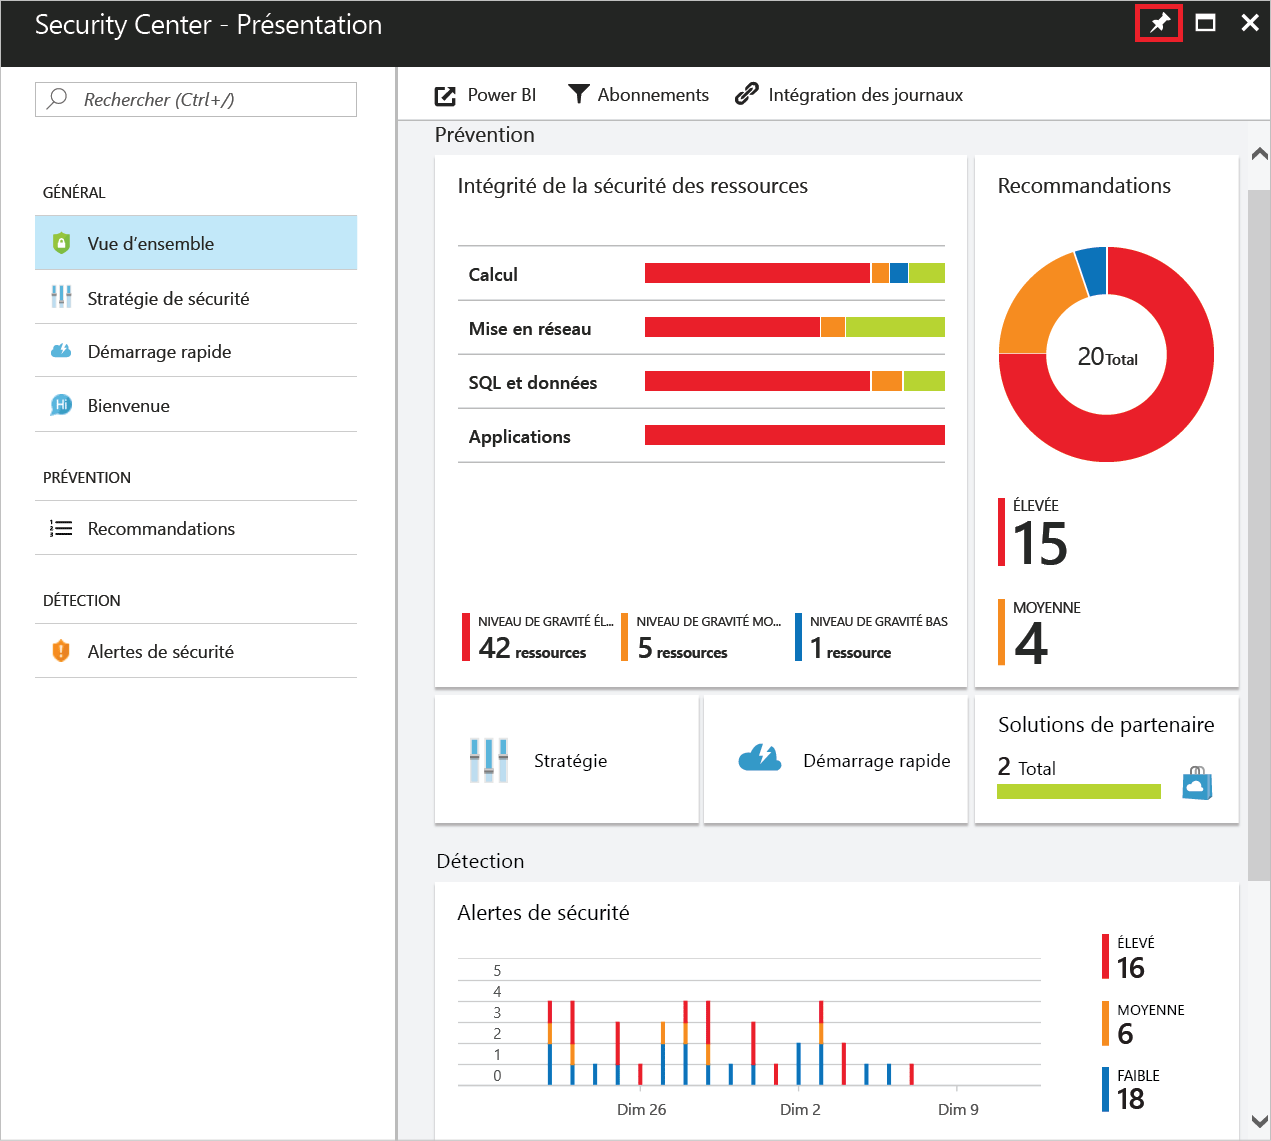 Security Center - Présentation
Rechercher (Ctrl+/)
GÉNÉRAL
Vue d'ensemble
Stratégie de sécurité
Démarrage rapide
Hi
Bienvenue
PRÉVENTION
Recommandations
DÉTECTION
Alertes de sécurité
Power BI
Abonnements
Intégration des journaux
Prévention
Intégrité de la sécurité des ressources
Calcul
Mise en réseau
SQL et données
Applications
NIVEAU DE GRAVITÉ ÉL...
42 ressources
NIVEAU DE GRAVITÉ MO...
5 ressources
NIVEAU DE GRAVITÉ BAS
1 ressource
Recommandations
20 Total
ÉLEVÉE
15
MOYENNE
4
Stratégie
Démarrage rapide
Solutions de partenaire
2 Total
Détection
Alertes de sécurité
5
4
3
2
1
0
Dim 26
Dim 2
Dim 9
ÉLEVÉ
16
MOYENNE
6
FAIBLE
18